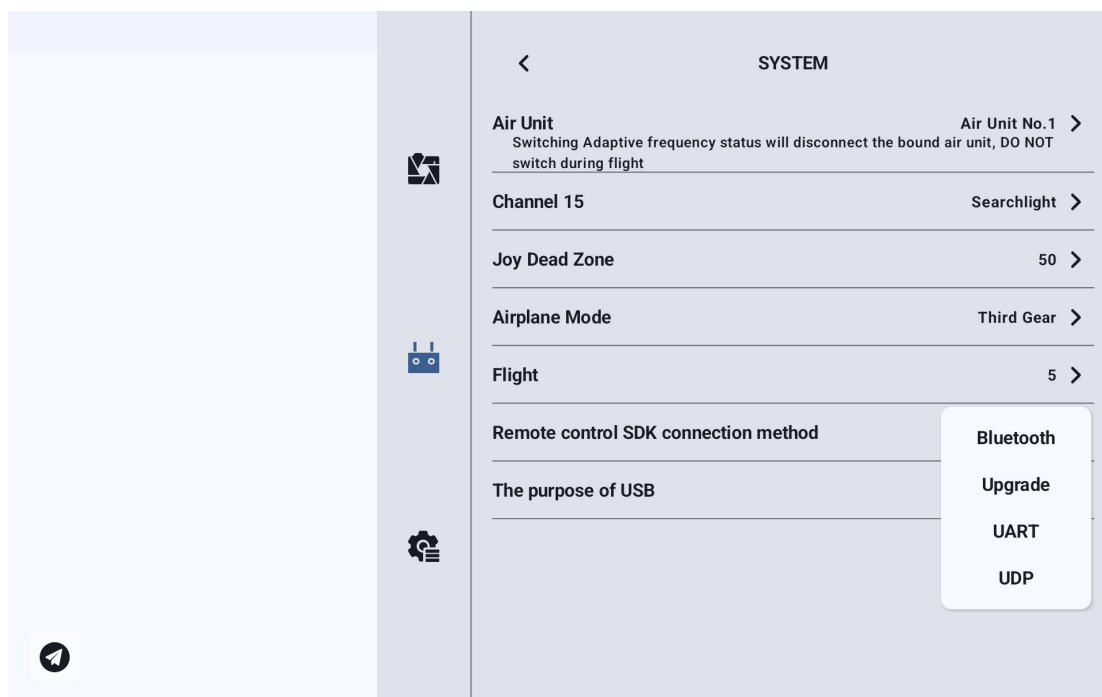 SYSTEM
Air Unit
Air Unit No.1
Switching Adaptive frequency status will disconnect the bound air unit, DO NOT
switch during flight
Channel 15
Searchlight
Joy Dead Zone
50
Airplane Mode
Third Gear
Flight
5
Remote control SDK connection method
The purpose of USB
Bluetooth
Upgrade
UART
UDP